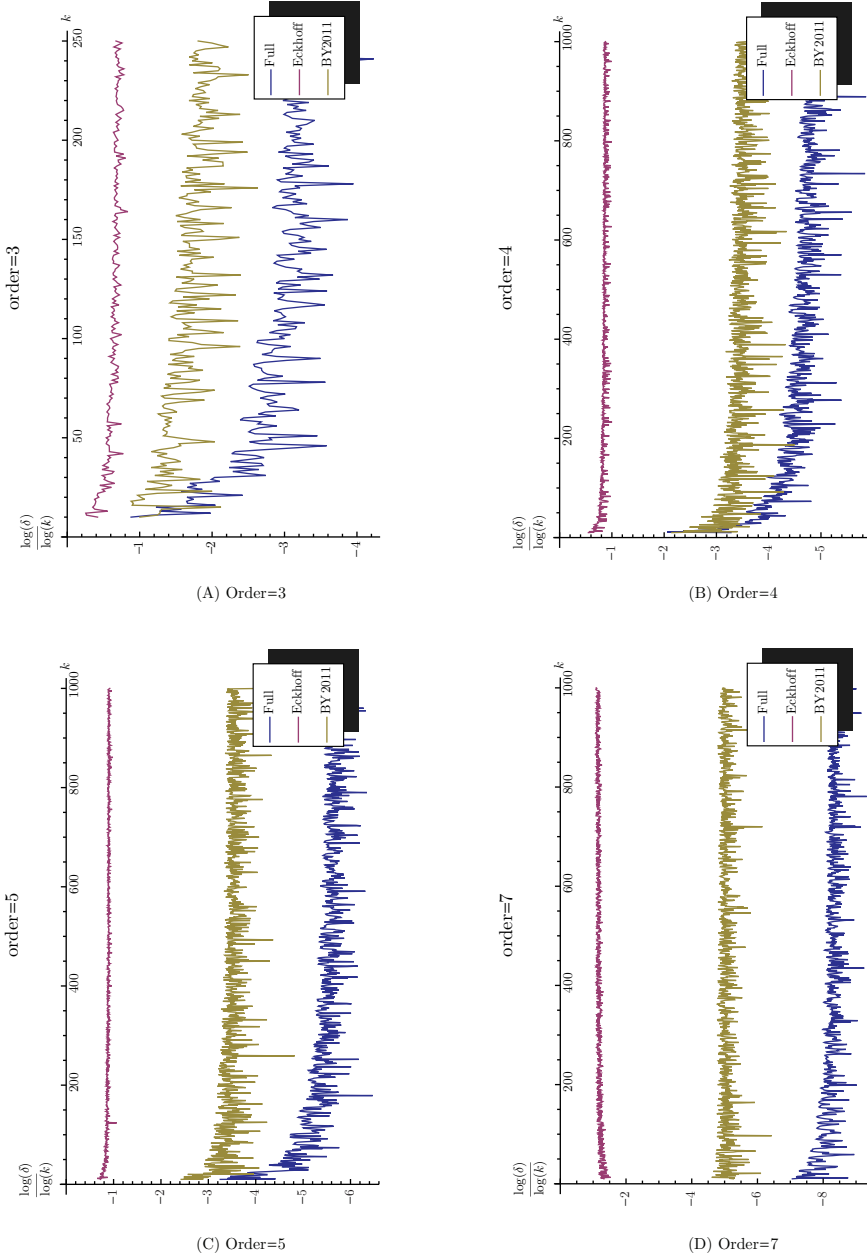 order=3
log(δ)
log(k)
50
100
150
200
250
k
-1
-2
-3
-4
Full
Eckhoff
BY2011
(A) Order=3
order=4
log(δ)
log(k)
200
400
600
800
1000
k
-1
-2
-3
-4
-5
Full
Eckhoff
BY2011
(B) Order=4
order=5
log(δ)
log(k)
200
400
600
800
1000
k
-1
-2
-3
-4
-5
-6
Full
Eckhoff
BY2011
(C) Order=5
order=7
log(δ)
log(k)
200
400
600
800
1000
k
-2
-4
-6
-8
Full
Eckhoff
BY2011
(D) Order=7